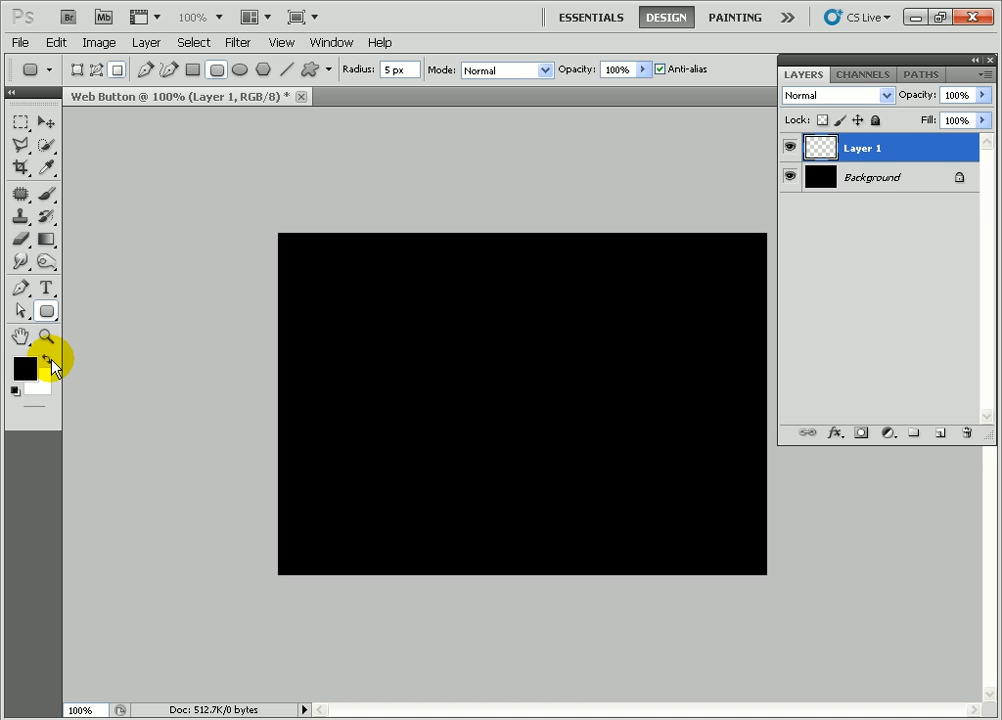 Ps Br Mb 100% ESSENTIALS DESIGN PAINTING CS Live
File Edit Image Layer Select Filter View Window Help
Radius: 5 px Mode: Normal Opacity: 100% Anti-alias
Web Button @ 100% (Layer 1, RGB/8) *
LAYERS CHANNELS PATHS
Normal Opacity: 100%
Lock: Fill: 100%
Layer 1
Background
T
fx
100% Doc: 512.7K/0 bytes